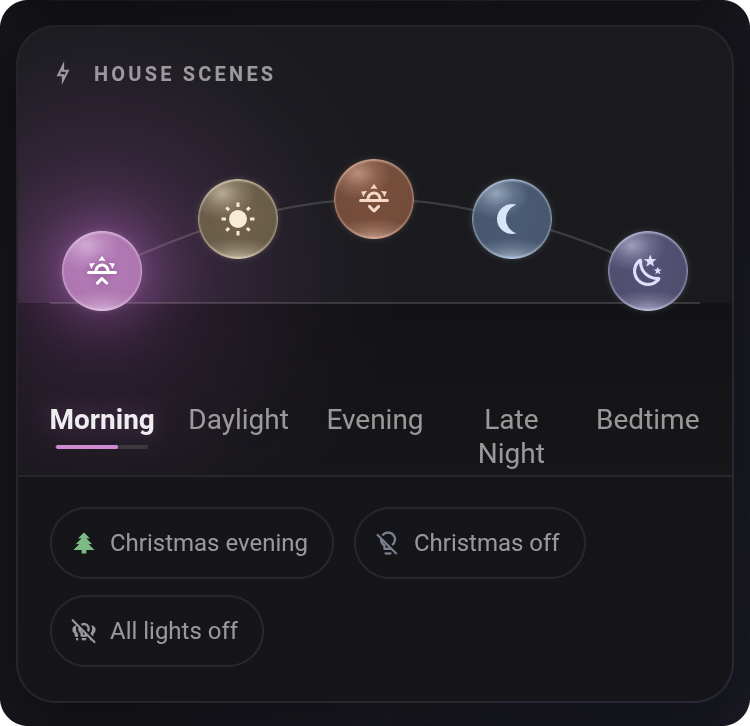 HOUSE SCENES
Morning
Daylight
Evening
Late
Night
Bedtime
Christmas evening
Christmas off
All lights off